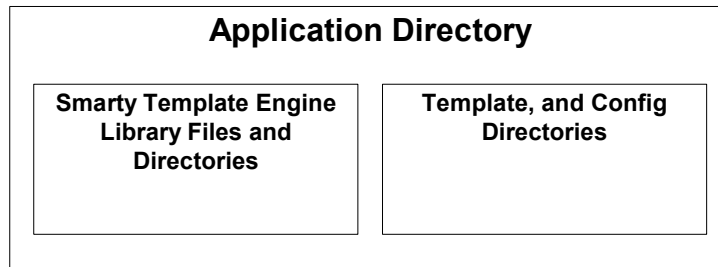 Application Directory
Smarty Template Engine
Library Files and
Directories
Template, and Config
Directories